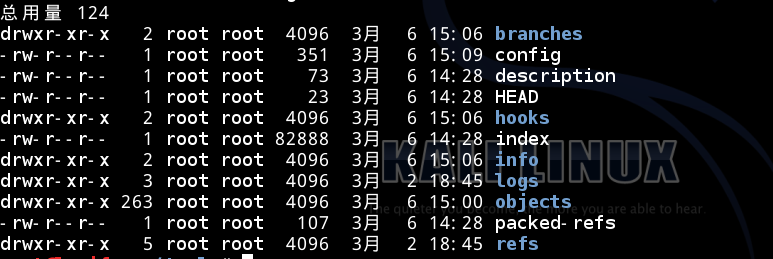 总用量 124
drwxr-xr-x 2 root root 4096 3月 6 15:06 branches
-rw-r--r-- 1 root root 351 3月 6 15:09 config
-rw-r--r-- 1 root root 73 3月 6 14:28 description
-rw-r--r-- 1 root root 23 3月 6 14:28 HEAD
drwxr-xr-x 2 root root 4096 3月 6 15:06 hooks
-rw-r--r-- 1 root root 82888 3月 6 14:28 index
drwxr-xr-x 2 root root 4096 3月 6 15:06 info
drwxr-xr-x 3 root root 4096 3月 2 18:45 logs
drwxr-xr-x 263 root root 4096 3月 6 15:00 objects
-rw-r--r-- 1 root root 107 3月 6 14:28 packed-refs
drwxr-xr-x 5 root root 4096 3月 2 18:45 refs
KALI LINUX
the quieter you become, the more you are able to hear.